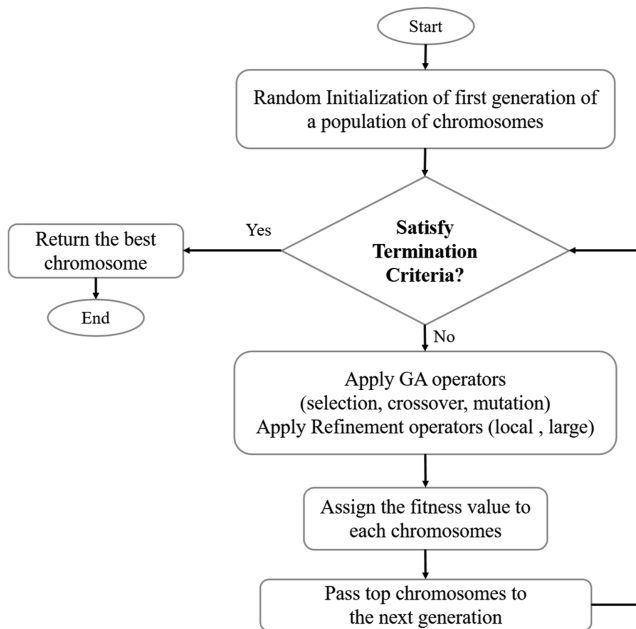 Start
Random Initialization of first generation of
a population of chromosomes
Satisfy
Termination
Criteria?
Yes
Return the best
chromosome
End
No
Apply GA operators
(selection, crossover, mutation)
Apply Refinement operators (local , large)
Assign the fitness value to
each chromosomes
Pass top chromosomes to
the next generation